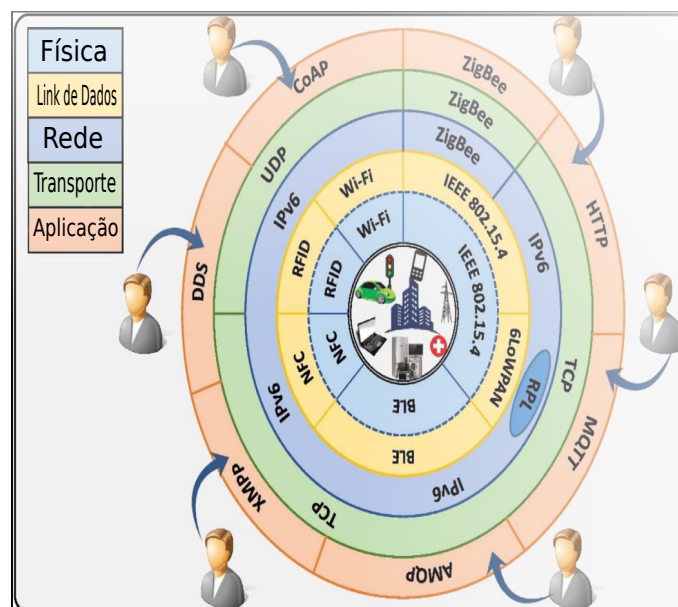 Física
Link de Dados
Rede
Transporte
Aplicação
CoAP
ZigBee
HTTP
MQTT
AMQP
XMPP
DDS
UDP
ZigBee
TCP
TCP
IPv6
ZigBee
IPv6
RPL
IPv6
IPv6
Wi-Fi
IEEE 802.15.4
6LoWPAN
BLE
NFC
RFID
Wi-Fi
IEEE 802.15.4
BLE
NFC
RFID